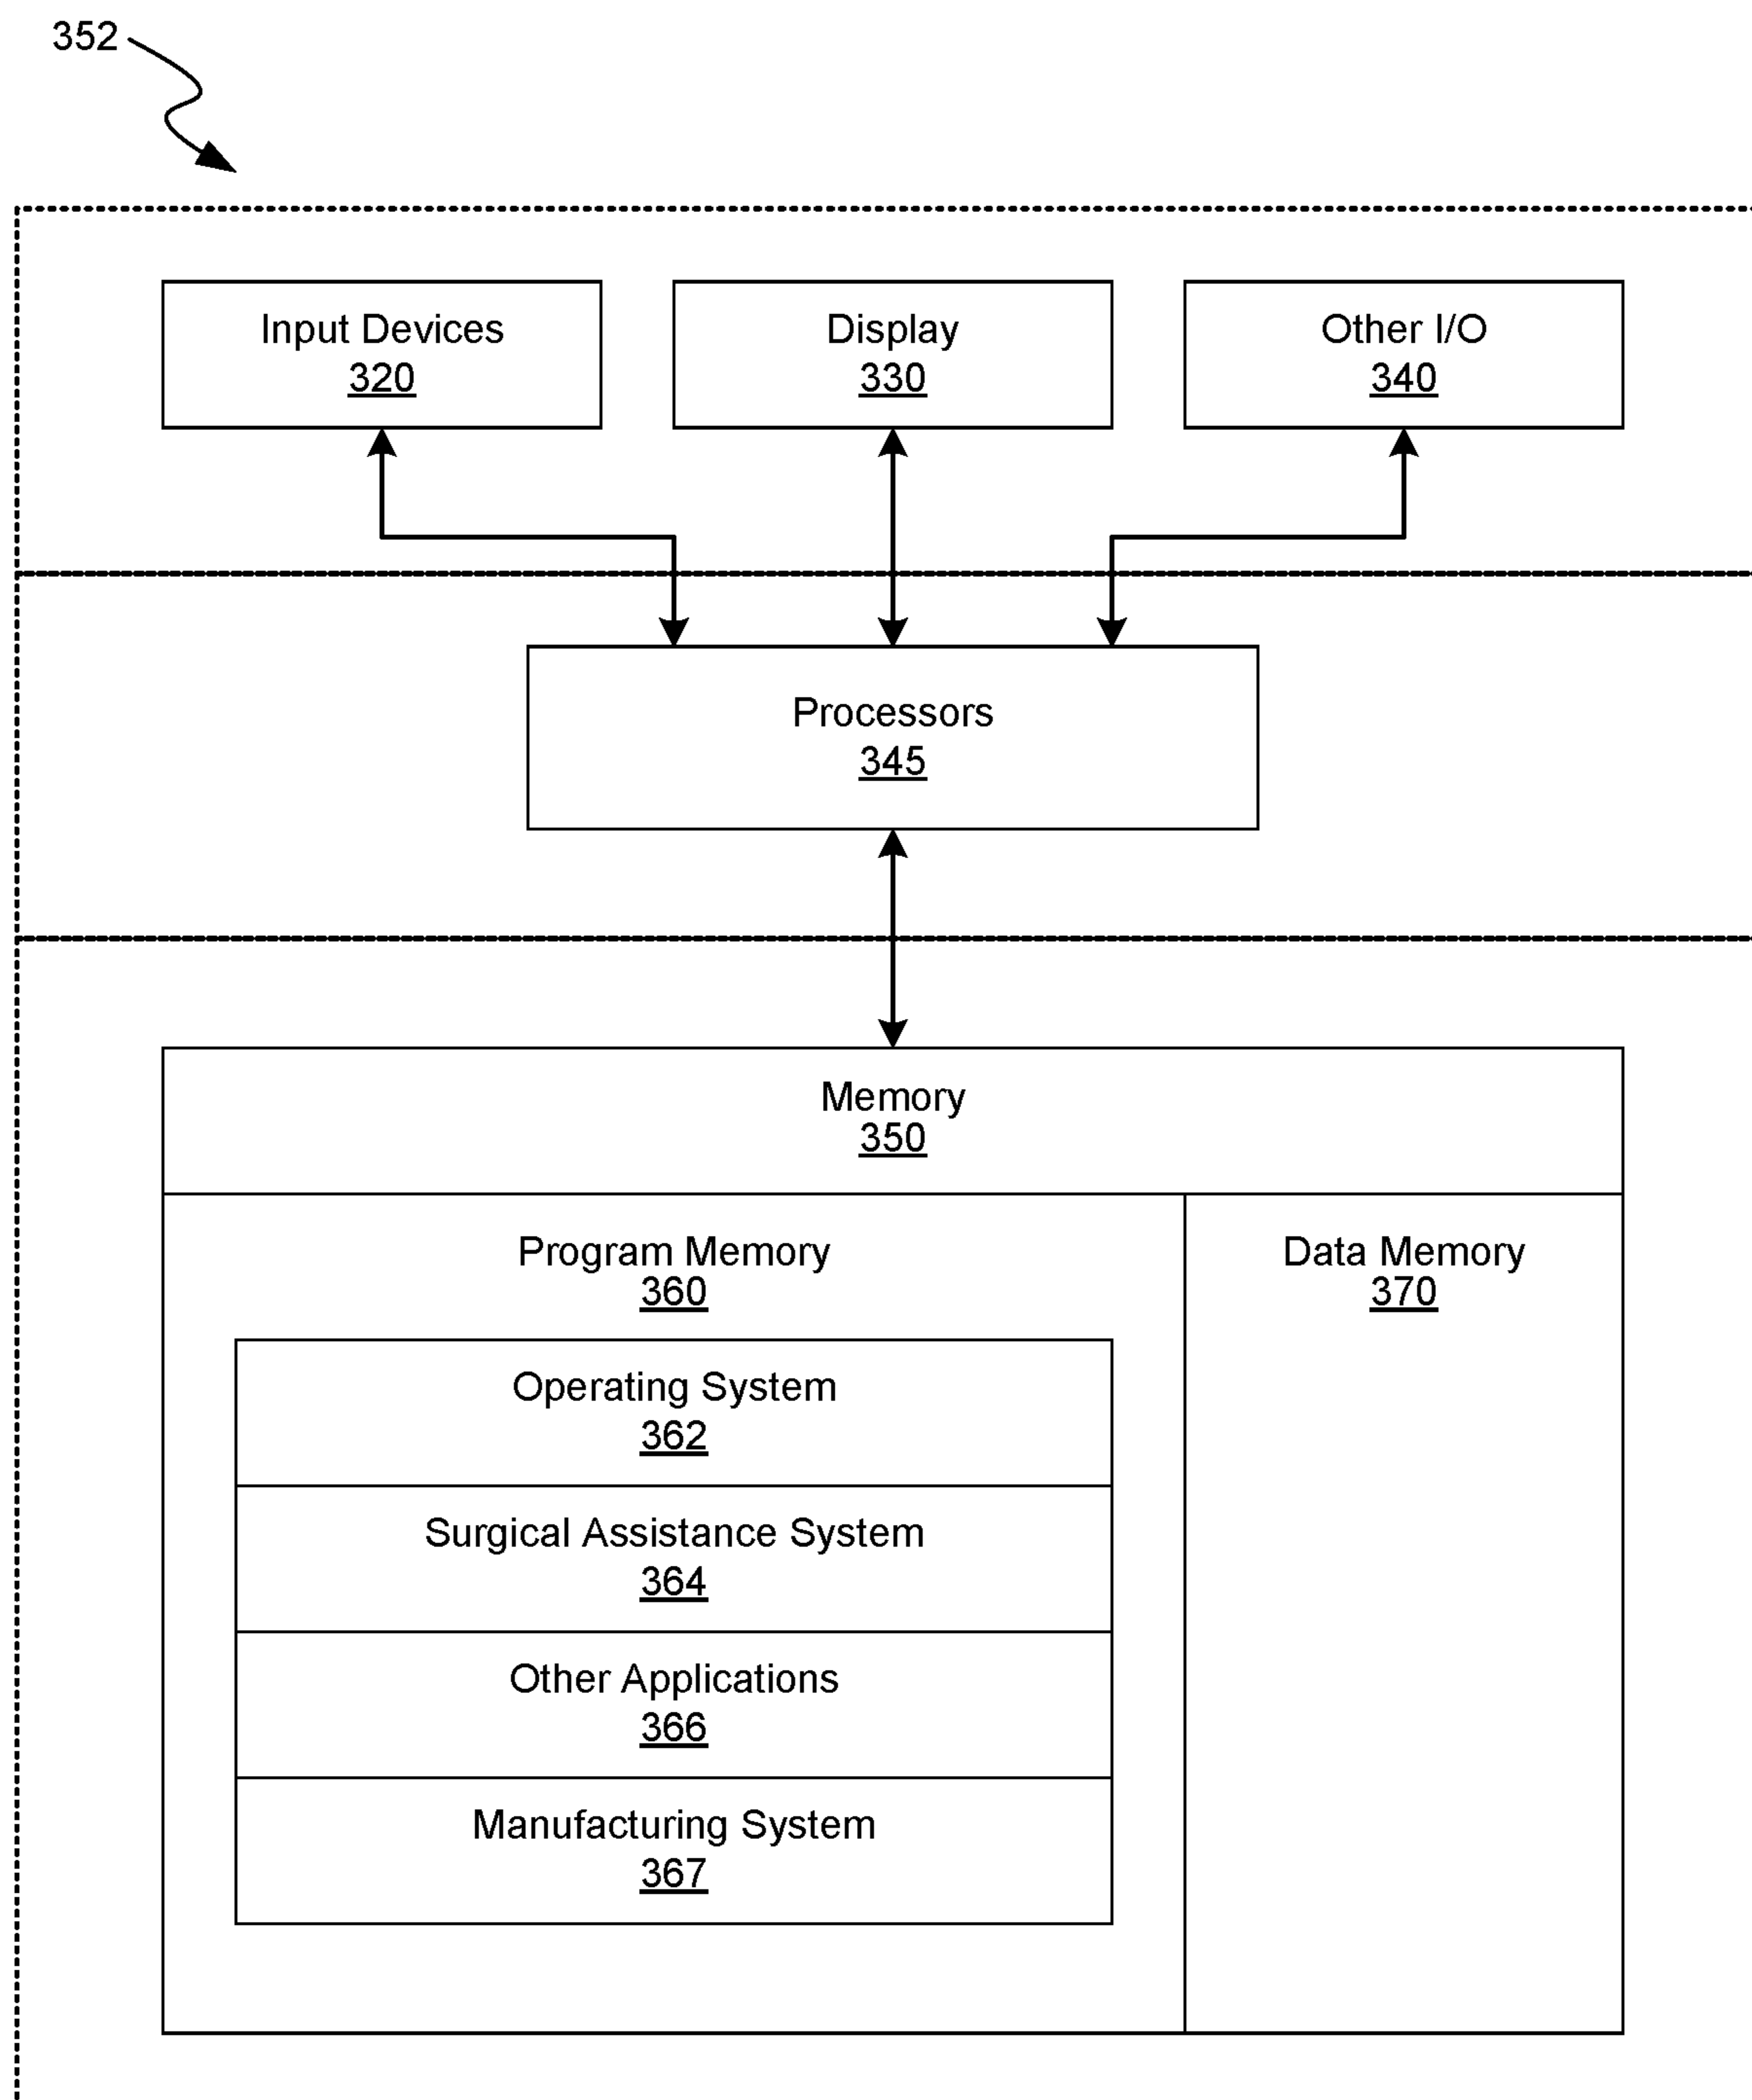 352
Input Devices
320
Display
330
Other I/O
340
Processors
345
Memory
350
Program Memory
360
Data Memory
370
Operating System
362
Surgical Assistance System
364
Other Applications
366
Manufacturing System
367